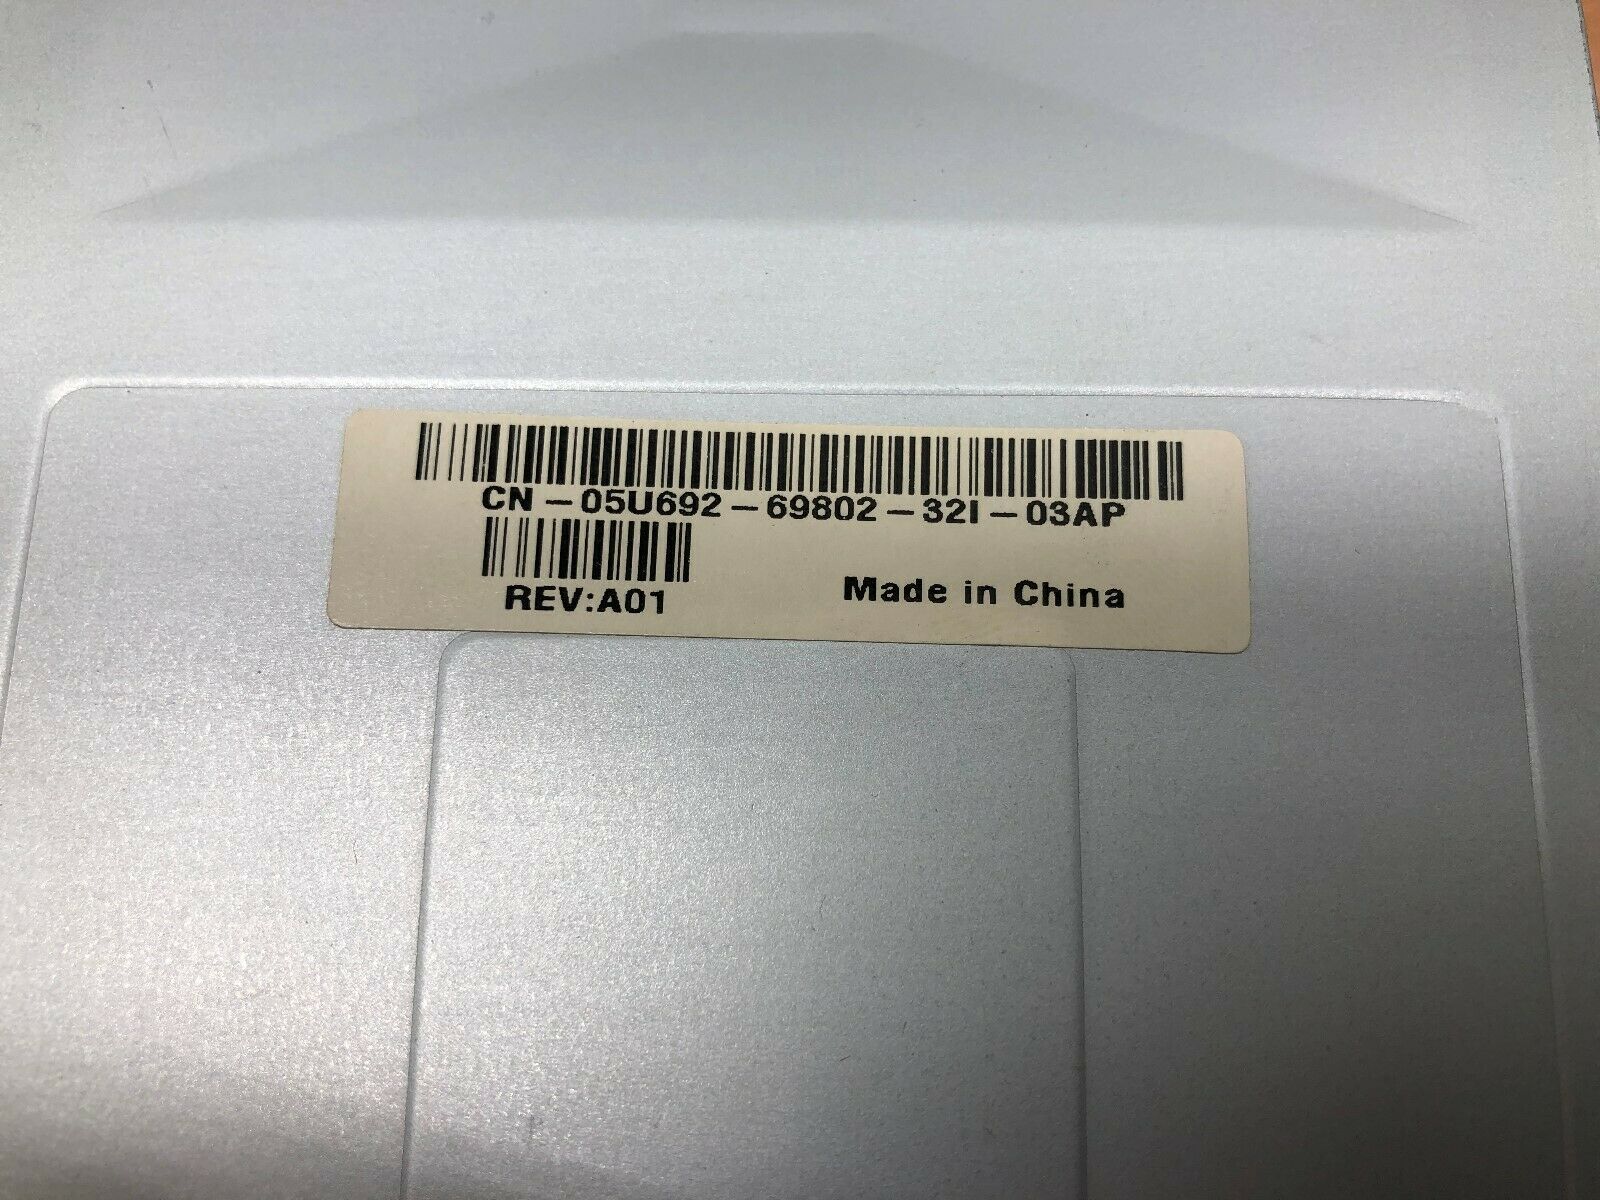 CN-05U692-69802-32I-03AP
REV:A01
Made in China